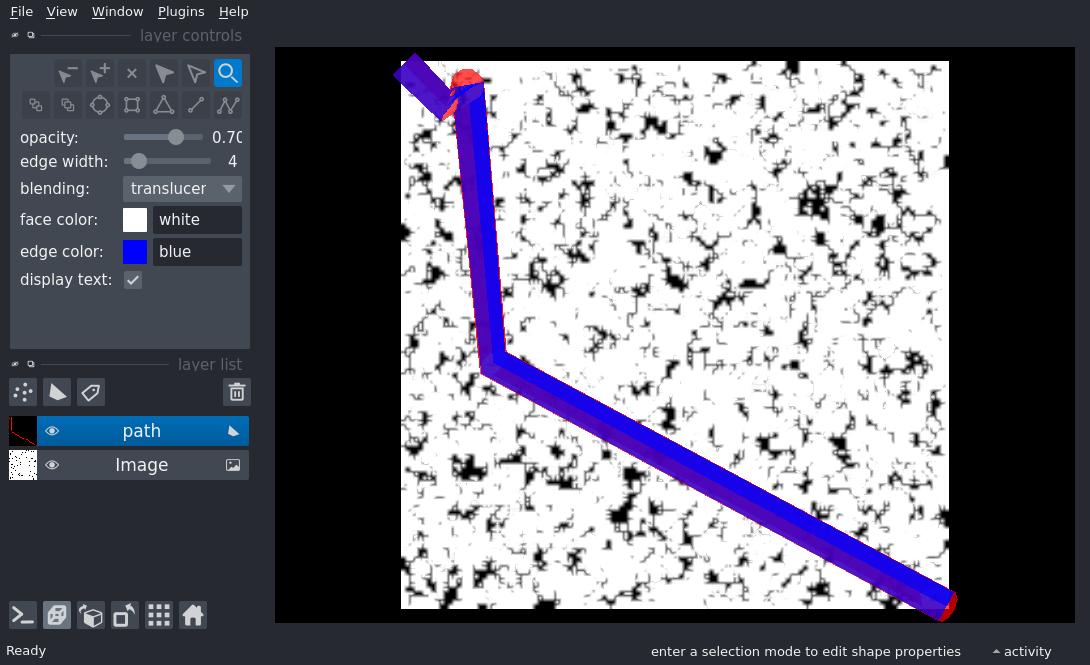 File View Window Plugins Help
layer controls
opacity: 0.70
edge width: 4
blending: translucer
face color: white
edge color: blue
display text:
layer list
path
Image
Ready
enter a selection mode to edit shape properties
activity